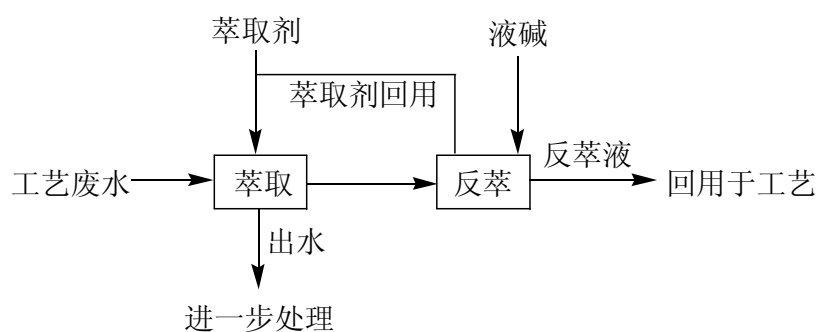 萃取剂
液碱
萃取剂回用
工艺废水
萃取
反萃
反萃液
回用于工艺
出水
进一步处理